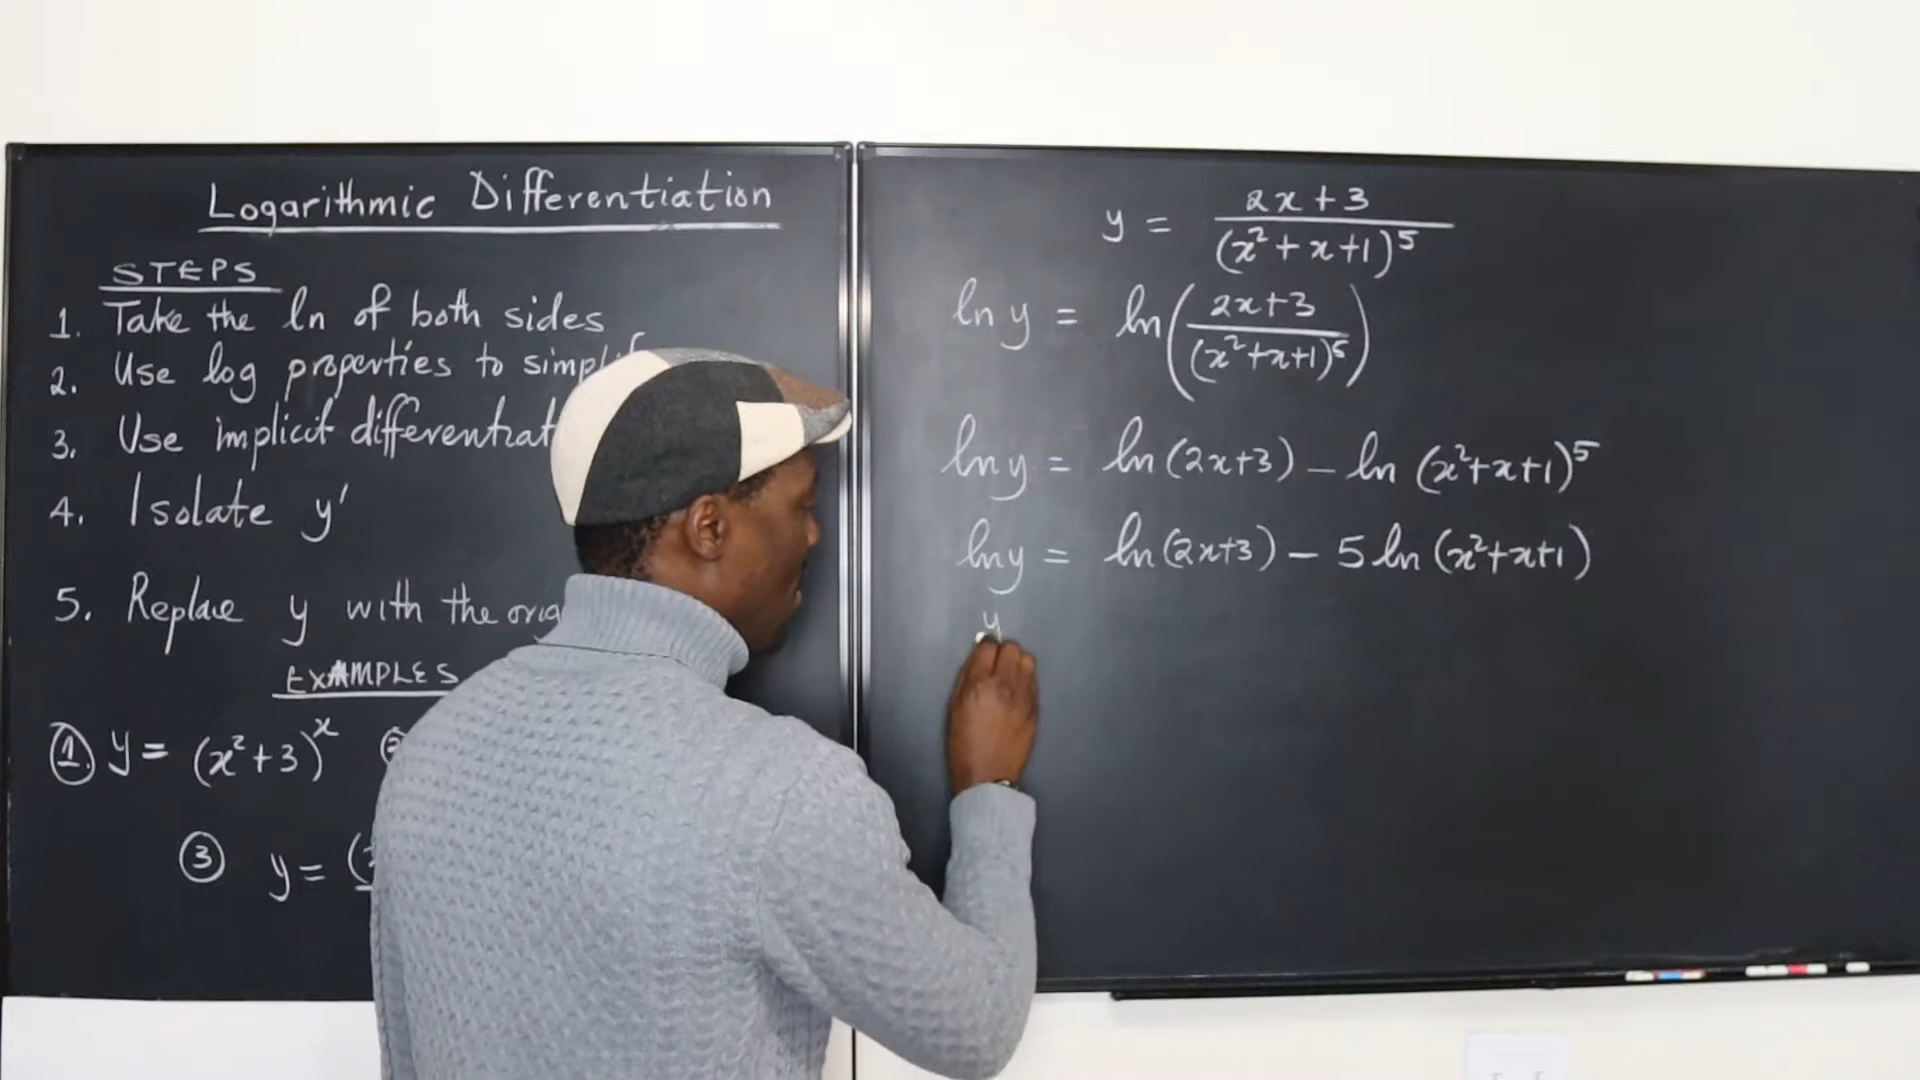 Logarithmic Differentiation
STEPS
1. Take the ln of both sides
2. Use log properties to
3. Use implicit
4. Isolate y'
5. Replace y with the
EXAMPLES
①. y = (x²+3)ˣ
③ y = (
y = (2x+3)/(x²+x+1)⁵
ln y = ln((2x+3)/(x²+x+1)⁵)
ln y = ln(2x+3) – ln (x²+x+1)⁵
ln y = ln(2x+3) – 5 ln (x²+x+1)
y